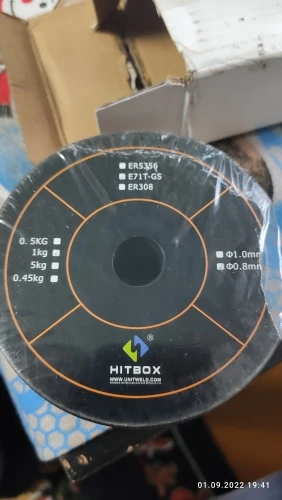 ER5356
E71T-GS
ER308
0.5KG
1kg
5kg
0.45kg
Φ1.0mm
Φ0.8mm
®
HITBOX
WWW.UNITWELD.COM
01.09.2022 19:41